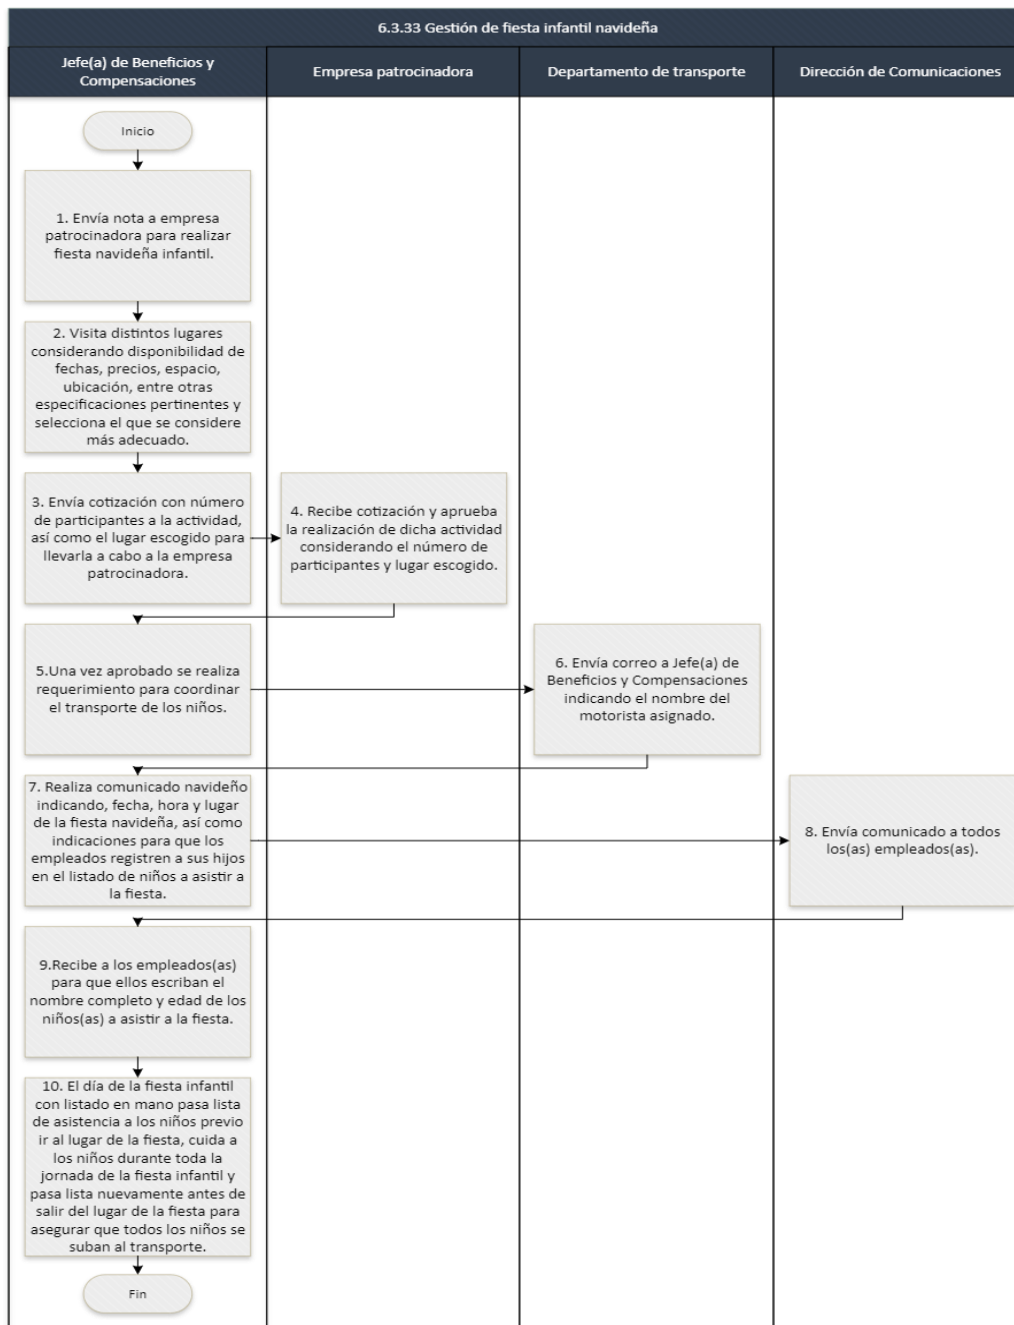 6.3.33 Gestión de fiesta infantil navideña
Jefe(a) de Beneficios y
Compensaciones
Empresa patrocinadora
Departamento de transporte
Dirección de Comunicaciones
Inicio
1. Envía nota a empresa
patrocinadora para realizar
fiesta navideña infantil.
2. Visita distintos lugares
considerando disponibilidad de
fechas, precios, espacio,
ubicación, entre otras
especificaciones pertinentes y
selecciona el que se considere
más adecuado.
3. Envía cotización con número
de participantes a la actividad,
así como el lugar escogido para
llevarla a cabo a la empresa
patrocinadora.
4. Recibe cotización y aprueba
la realización de dicha actividad
considerando el número de
participantes y lugar escogido.
5.Una vez aprobado se realiza
requerimiento para coordinar
el transporte de los niños.
6. Envía correo a Jefe(a) de
Beneficios y Compensaciones
indicando el nombre del
motorista asignado.
7. Realiza comunicado navideño
indicando, fecha, hora y lugar
de la fiesta navideña, así como
indicaciones para que los
empleados registren a sus hijos
en el listado de niños a asistir a
la fiesta.
8. Envía comunicado a todos
los(as) empleados(as).
9.Recibe a los empleados(as)
para que ellos escriban el
nombre completo y edad de los
niños(as) a asistir a la fiesta.
10. El día de la fiesta infantil
con listado en mano pasa lista
de asistencia a los niños previo
ir al lugar de la fiesta, cuida a
los niños durante toda la
jornada de la fiesta infantil y
pasa lista nuevamente antes de
salir del lugar de la fiesta para
asegurar que todos los niños se
suban al transporte.
Fin